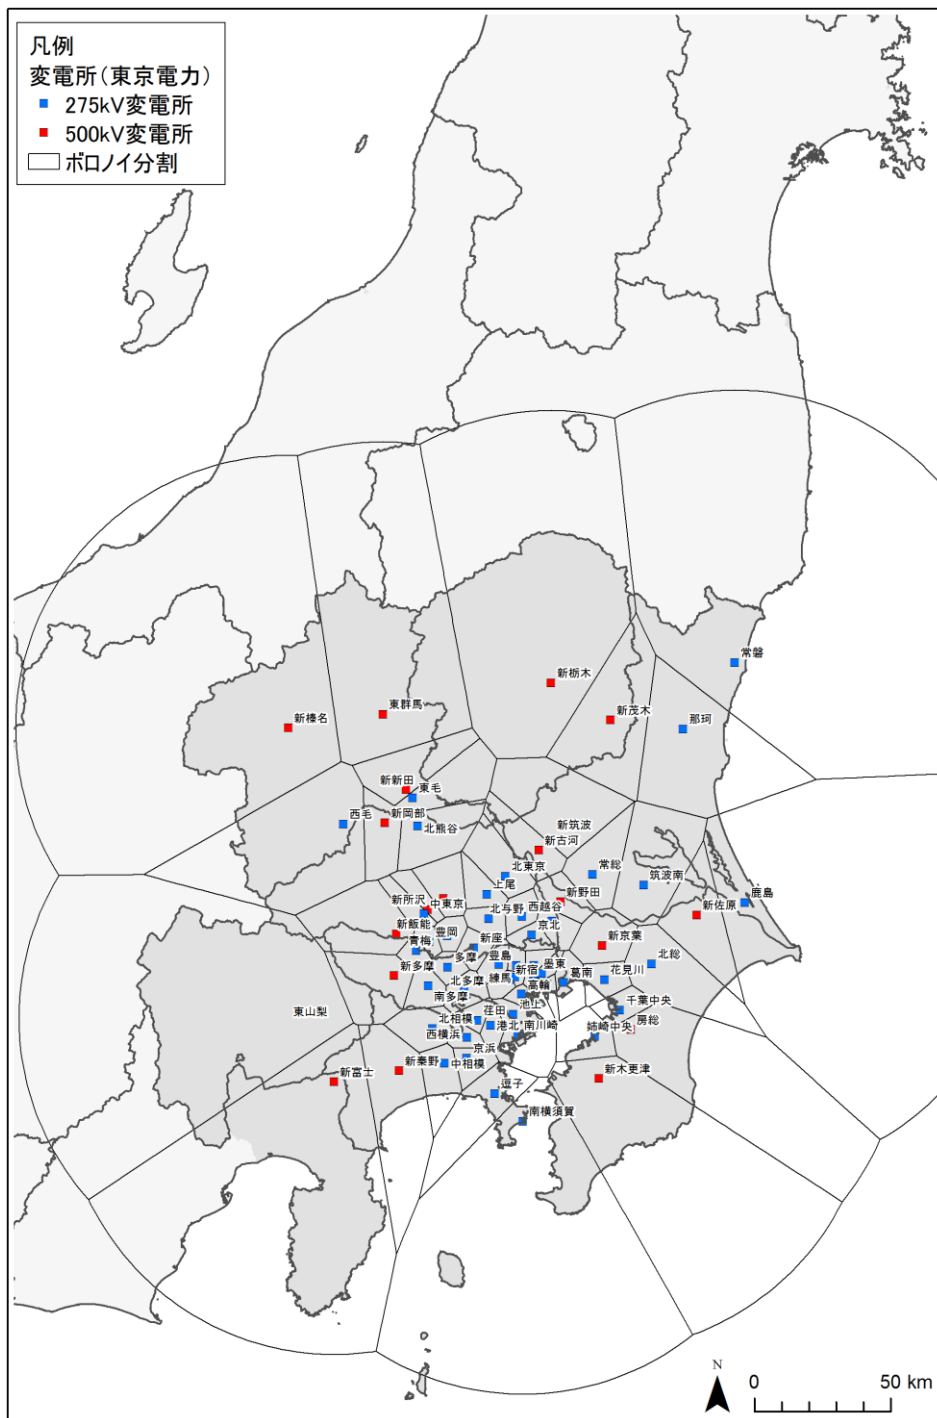 凡例
変電所(東京電力)
275kV変電所
500kV変電所
ボロノイ分割
常磐
新栃木
東群馬
新茂木
新榛名
那珂
新新田
東毛
西毛
新岡部
北熊谷
新筑波
新古河
北東京
常総
筑波南
上尾
新所沢
中東京
北与野
西越谷
新野田
鹿島
新佐原
新飯能
豊岡
京北
青梅
新座
新京葉
多摩
豊島
新宿
墨東
北総
新多摩
北多摩
練馬
葛南
花見川
南多摩
高輪
千葉中央
東山梨
池上
荏田
北相模
港北
南川崎
房総
姉崎中央
西横浜
京浜
新秦野
中相模
新富士
新木更津
逗子
南横須賀
N
0
50 km